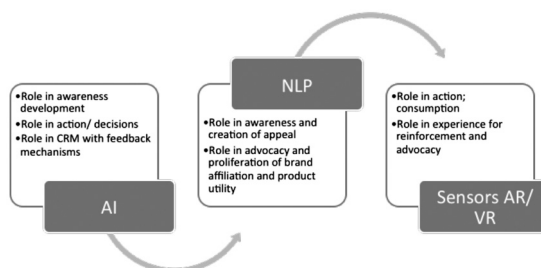 •Role in awareness
development
•Role in action/ decisions
•Role in CRM with feedback
mechanisms
AI
NLP
•Role in awareness and
creation of appeal
•Role in advocacy and
proliferation of brand
affiliation and product
utility
•Role in action;
consumption
•Role in experience for
reinforcement and
advocacy
Sensors AR/
VR